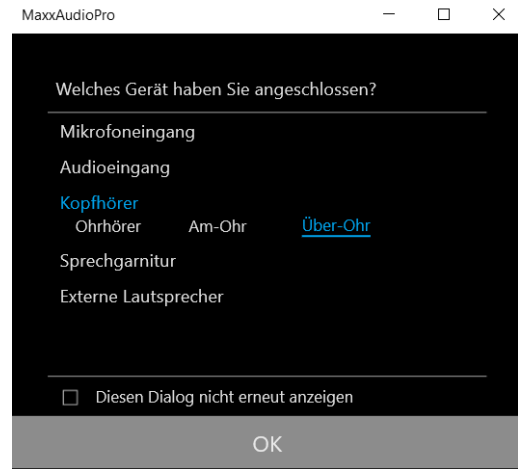 MaxxAudioPro
Welches Gerät haben Sie angeschlossen?
Mikrofoneingang
Audioeingang
Kopfhörer
Ohrhörer Am-Ohr Über-Ohr
Sprechgarnitur
Externe Lautsprecher
Diesen Dialog nicht erneut anzeigen
OK